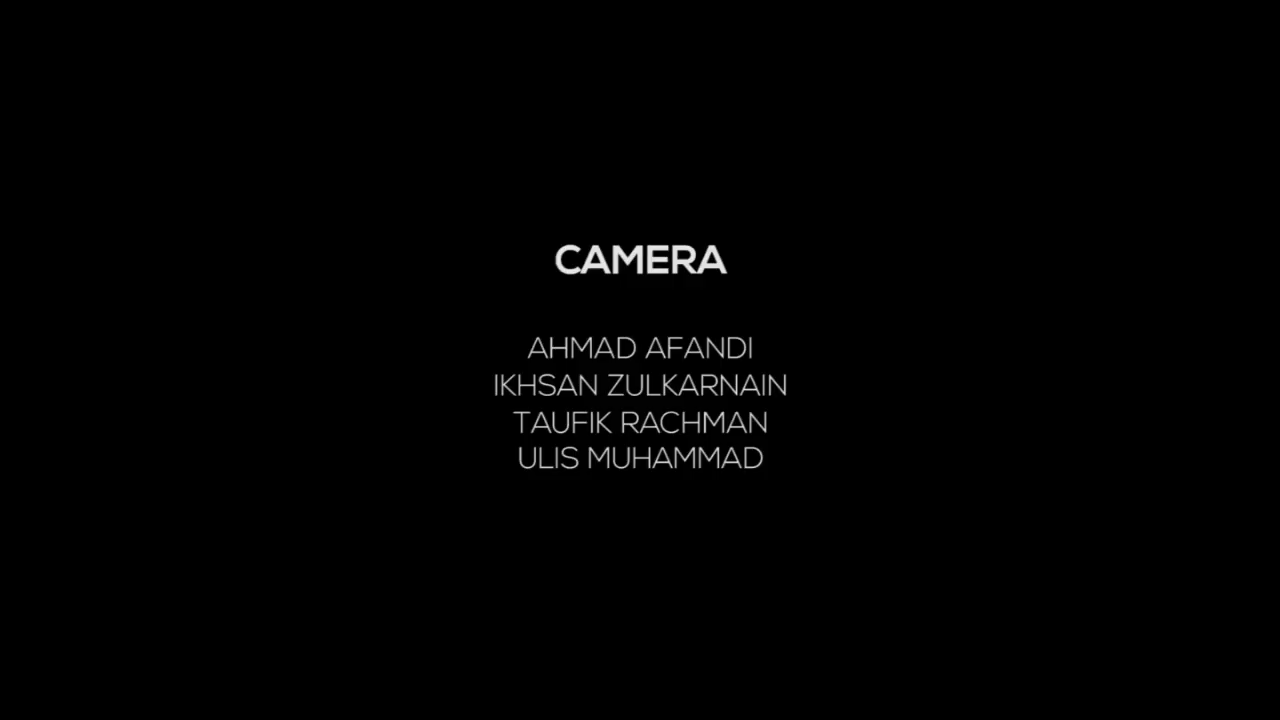 CAMERA
AHMAD AFANDI
IKHSAN ZULKARNAIN
TAUFIK RACHMAN
ULIS MUHAMMAD